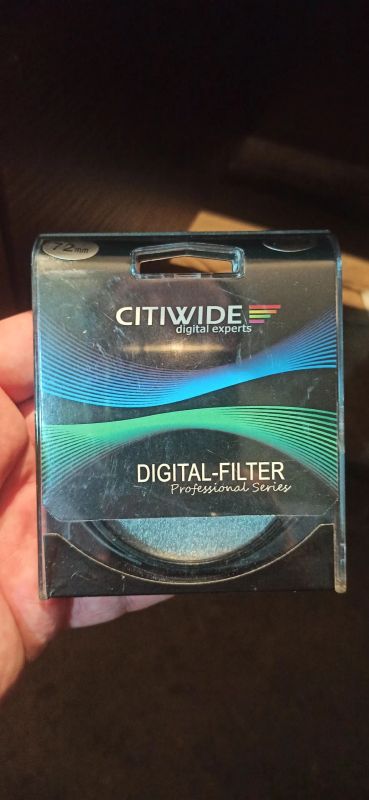 72mm
CITIWIDE
digital experts
DIGITAL-FILTER
Professional Series